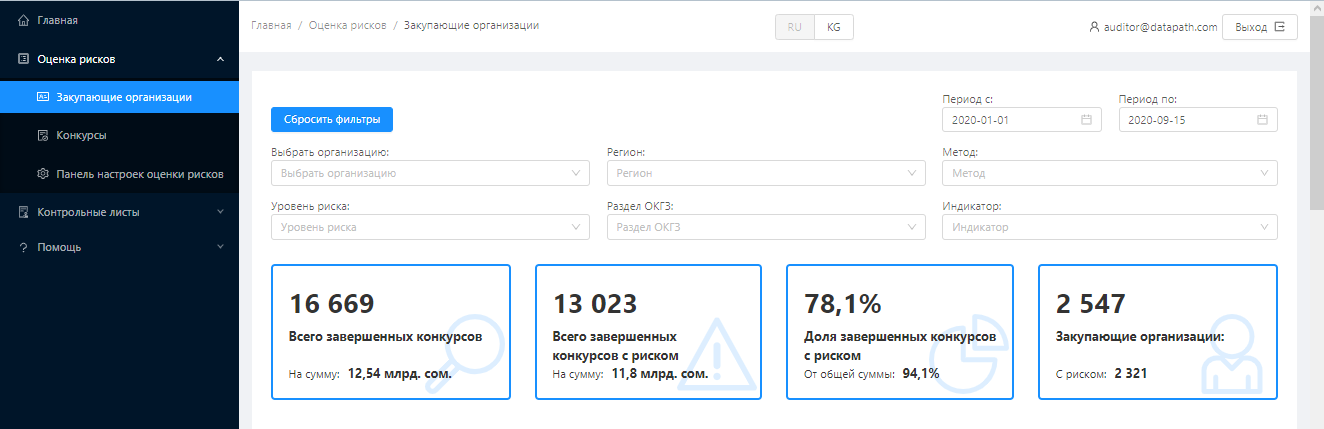 Главная
Оценка рисков
Закупающие организации
Конкурсы
Панель настроек оценки рисков
Контрольные листы
Помощь
Главная / Оценка рисков / Закупающие организации
RU KG
auditor@datapath.com Выход
Период с: Период по:
Сбросить фильтры 2020-01-01 2020-09-15
Выбрать организацию: Регион: Метод:
Выбрать организацию Регион Метод
Уровень риска: Раздел ОКГЗ: Индикатор:
Уровень риска Раздел ОКГЗ Индикатор
16 669
Всего завершенных конкурсов
На сумму: 12,54 млрд. сом.
13 023
Всего завершенных
конкурсов с риском
На сумму: 11,8 млрд. сом.
78,1%
Доля завершенных конкурсов
с риском
От общей суммы: 94,1%
2 547
Закупающие организации:
С риском: 2 321